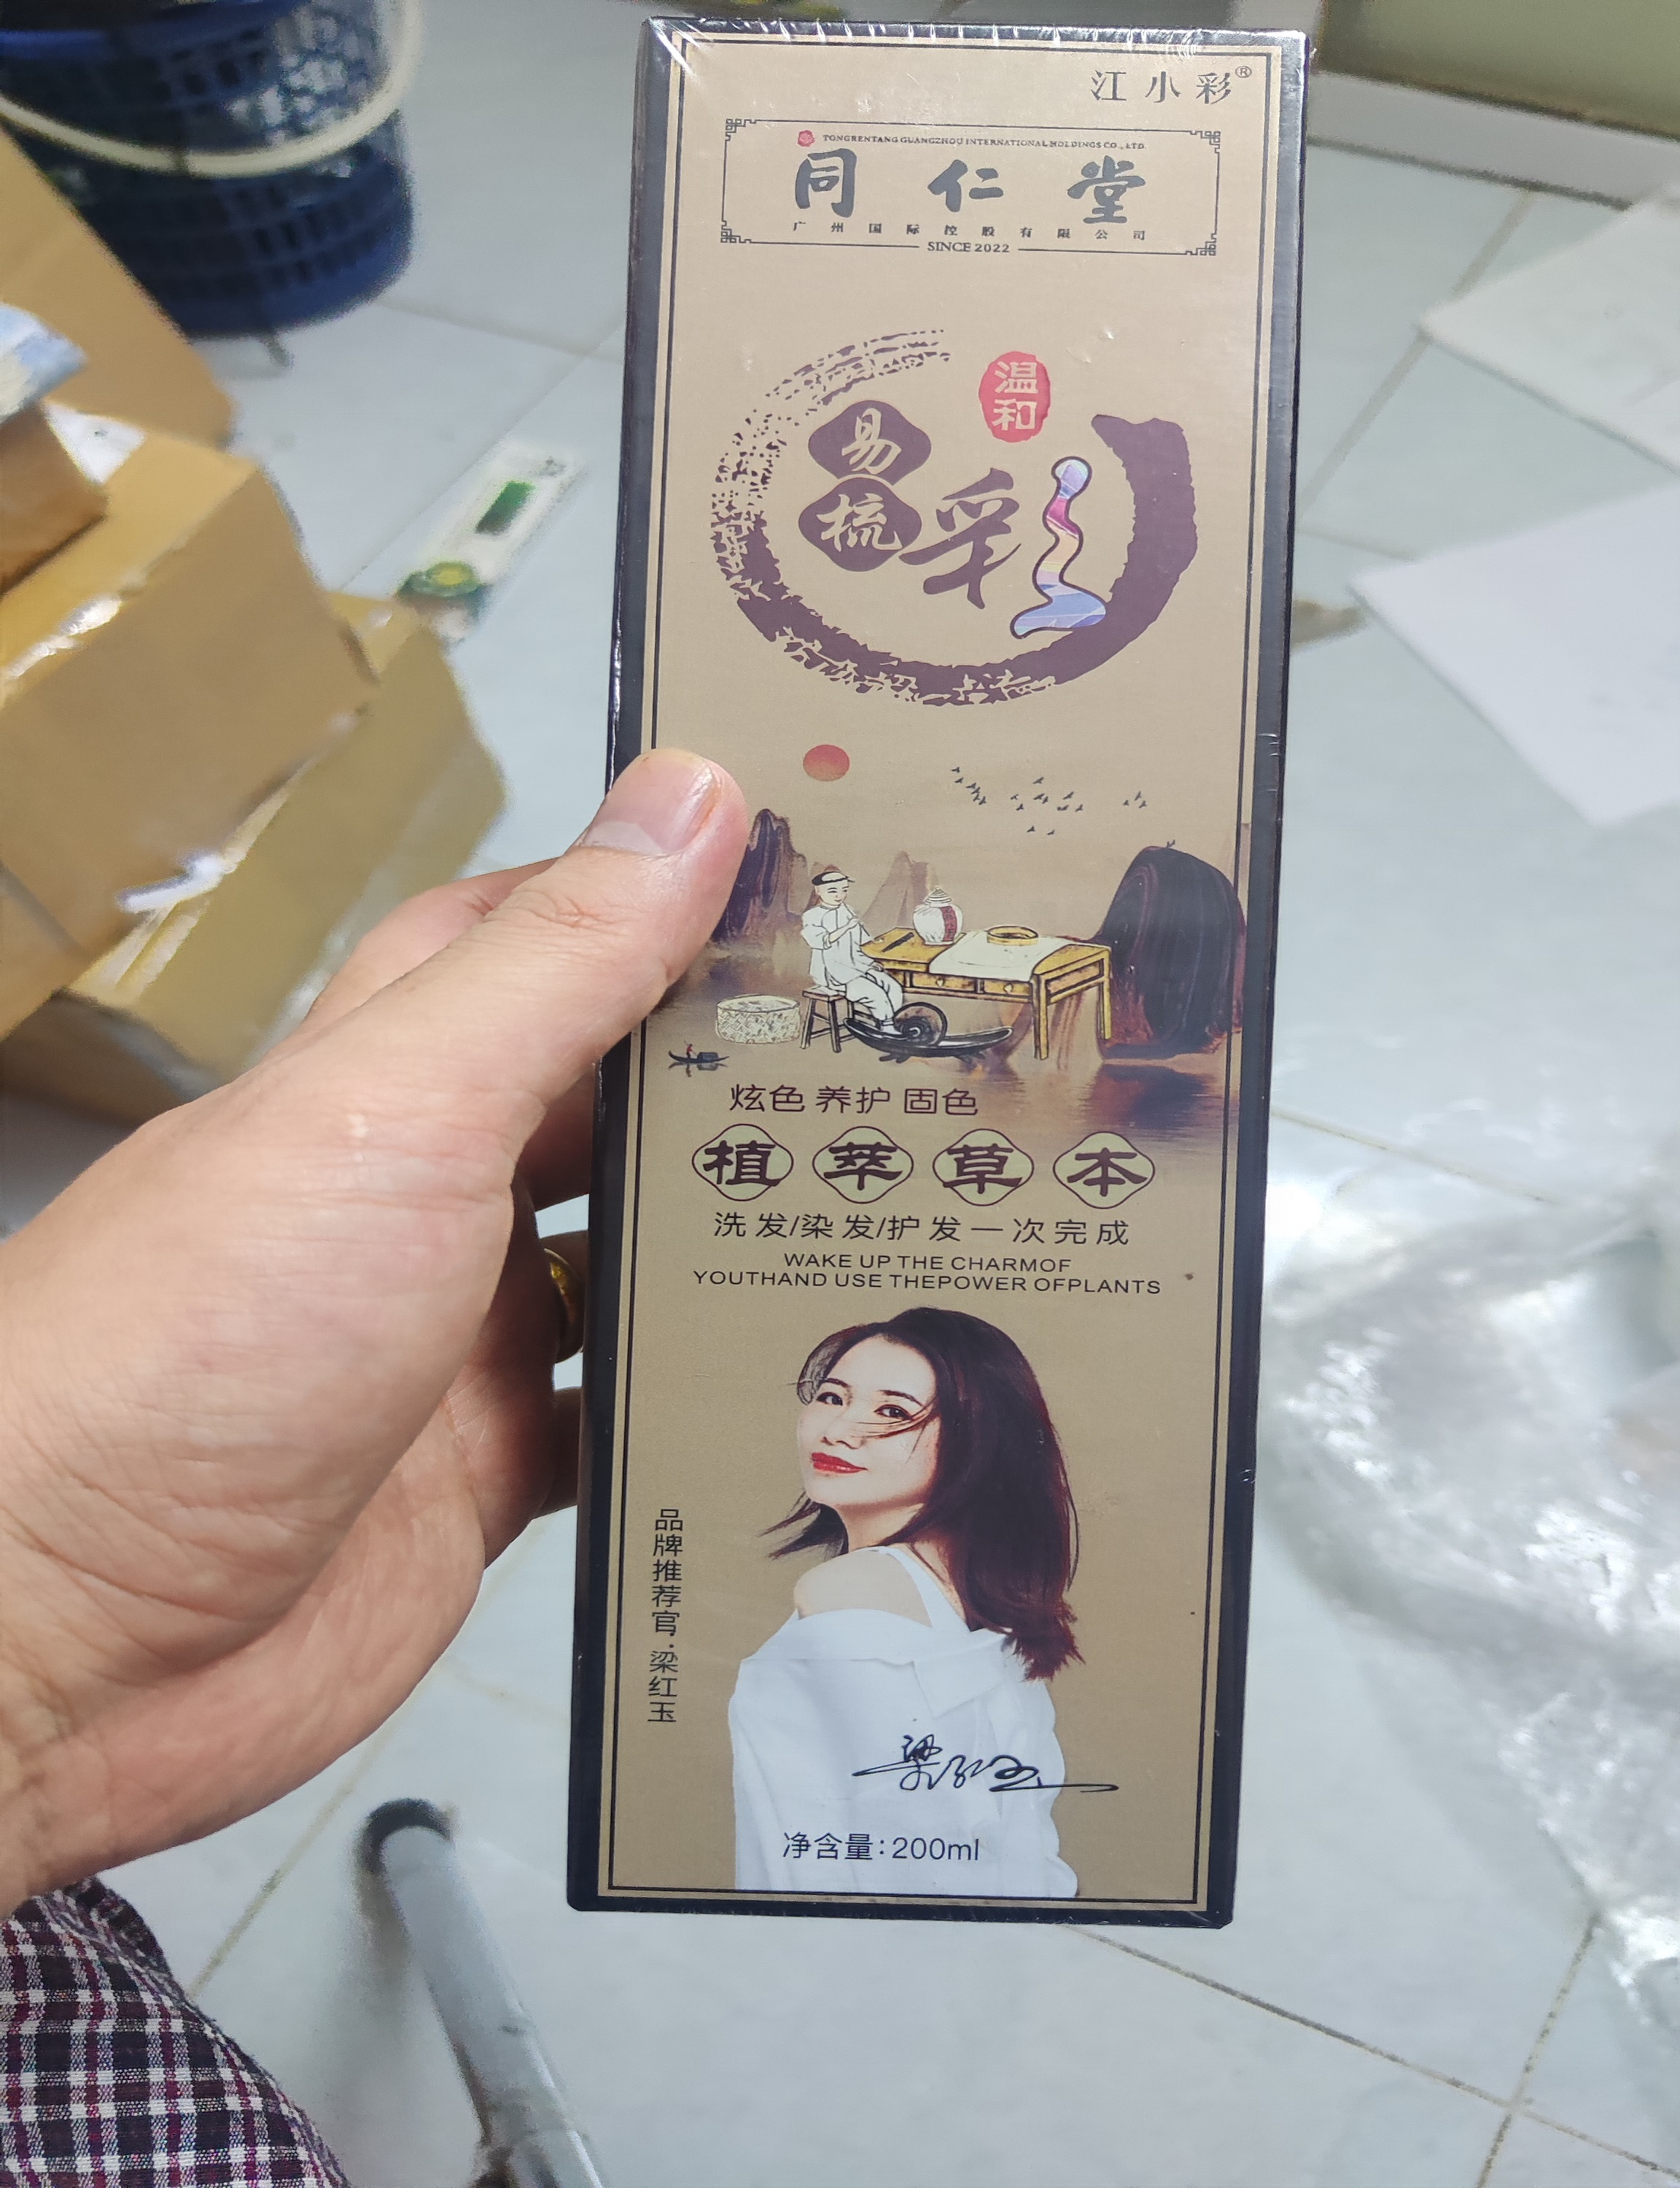 江小彩®
TONGRENTANG GUANGZHOU INTERNATIONAL HOLDINGS CO., LTD.
同仁堂
广州国际控股有限公司
SINCE 2022
温和
易梳彩
炫色 养护 固色
植萃草本
洗发/染发/护发一次完成
WAKE UP THE CHARMOF
YOUTHAND USE THEPOWER OFPLANTS
品牌推荐官·梁红玉
梁红玉
净含量:200ml